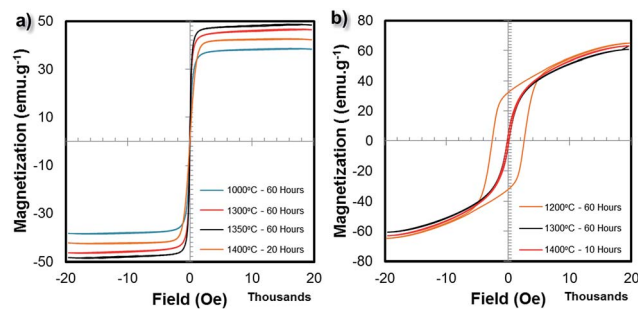 a)
Magnetization (emu.g⁻¹)
50
30
10
-10
-30
-50
1000ºC - 60 Hours
1300ºC - 60 Hours
1350ºC - 60 Hours
1400ºC - 20 Hours
-20 -10 0 10 20
Field (Oe) Thousands
b)
Magnetization ( (emu.g⁻¹)
80
60
40
20
0
-20
-40
-60
-80
1200ºC - 60 Hours
1300ºC - 60 Hours
1400ºC - 10 Hours
-20 -10 0 10 20
Field (Oe) Thousands